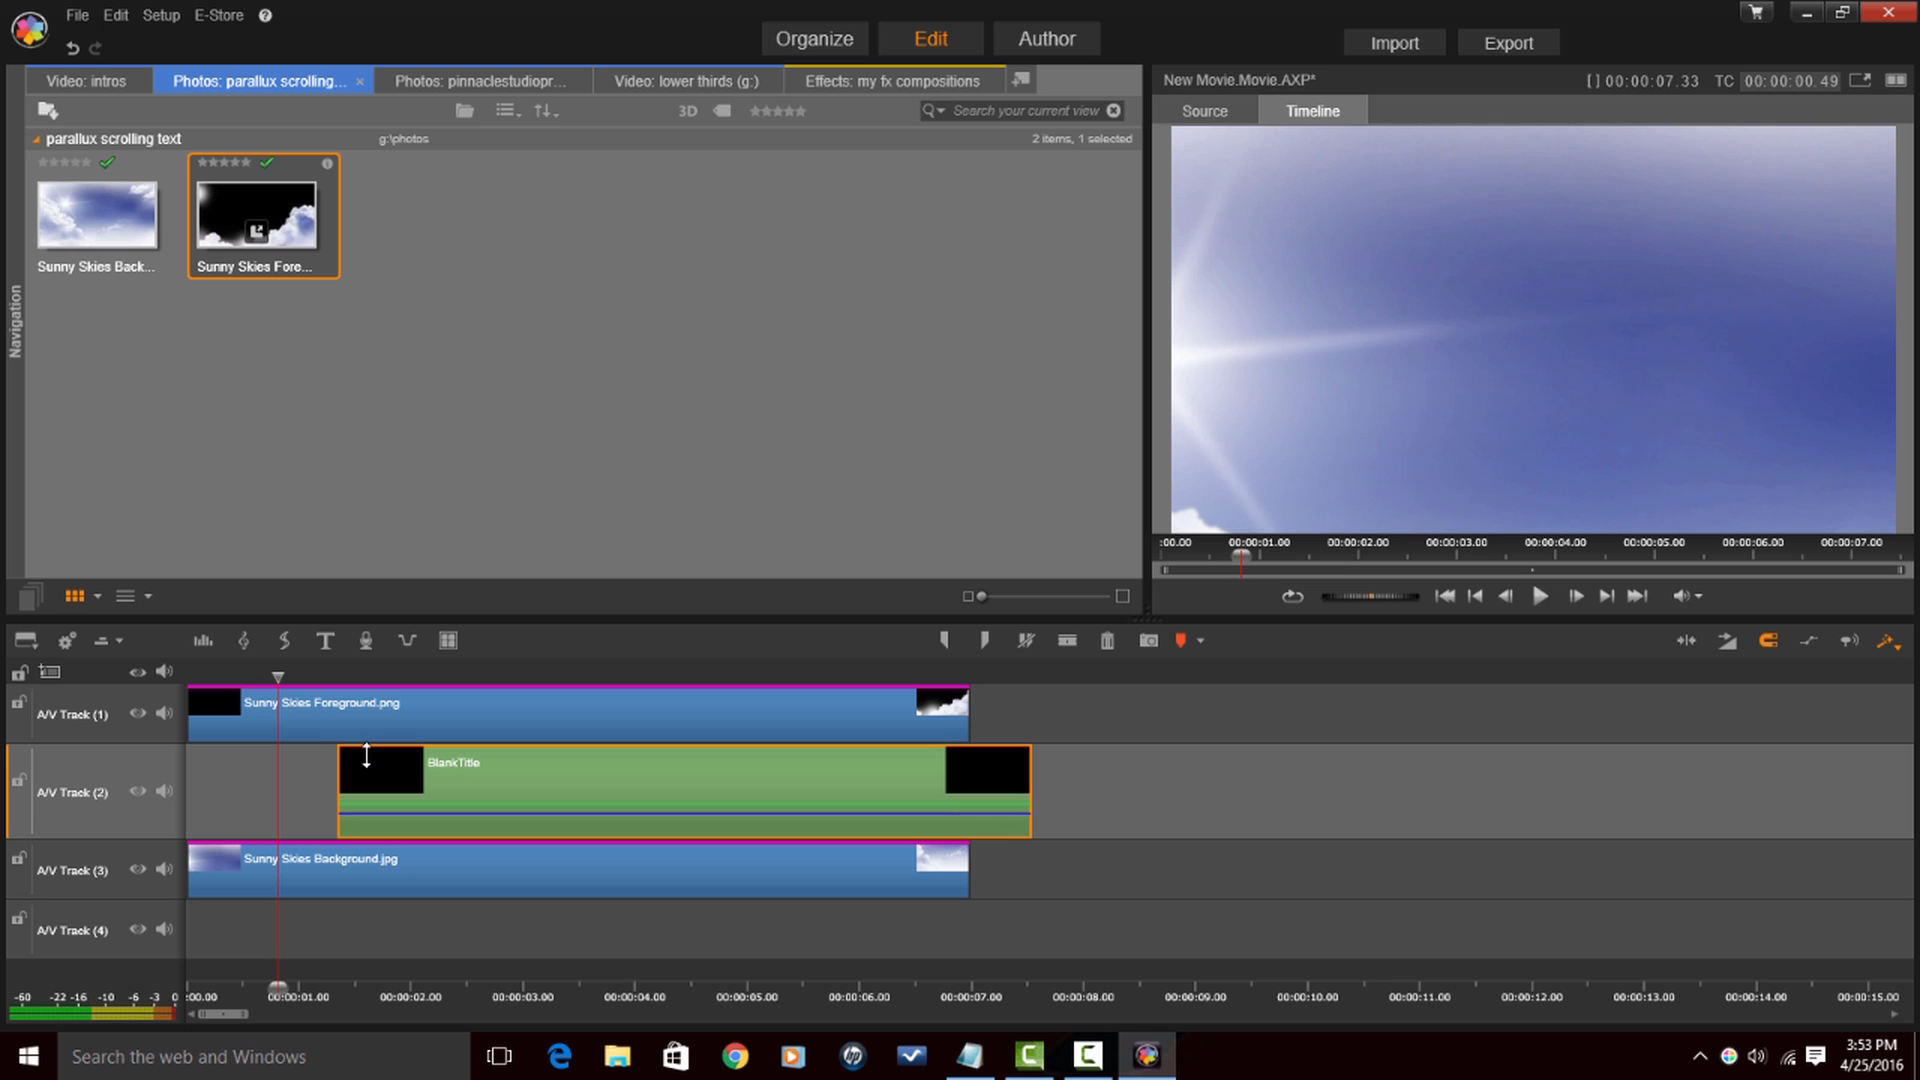 File Edit Setup E-Store ?
Organize Edit Author
Import Export
Video: intros
Photos: parallux scrolling... ×
Photos: pinnaclestudiopr...
Video: lower thirds (g:)
Effects: my fx compositions
New Movie.Movie.AXP*
[ ] 00:00:07.33 TC 00:00:00.49
Source Timeline
3D
Search your current view
parallux scrolling text
g:\photos
2 items, 1 selected
Sunny Skies Back...
Sunny Skies Fore...
Navigation
:00.00 00:00:01.00 00:00:02.00 00:00:03.00 00:00:04.00 00:00:05.00 00:00:06.00 00:00:07.00
A/V Track (1)
Sunny Skies Foreground.png
A/V Track (2)
BlankTitle
A/V Track (3)
Sunny Skies Background.jpg
A/V Track (4)
-60 -22 -16 -10 -6 -3 0
:00.00 00:00:01.00 00:00:02.00 00:00:03.00 00:00:04.00 00:00:05.00 00:00:06.00 00:00:07.00 00:00:08.00 00:00:09.00 00:00:10.00 00:00:11.00 00:00:12.00 00:00:13.00 00:00:14.00 00:00:15.00
Search the web and Windows
3:53 PM
4/25/2016